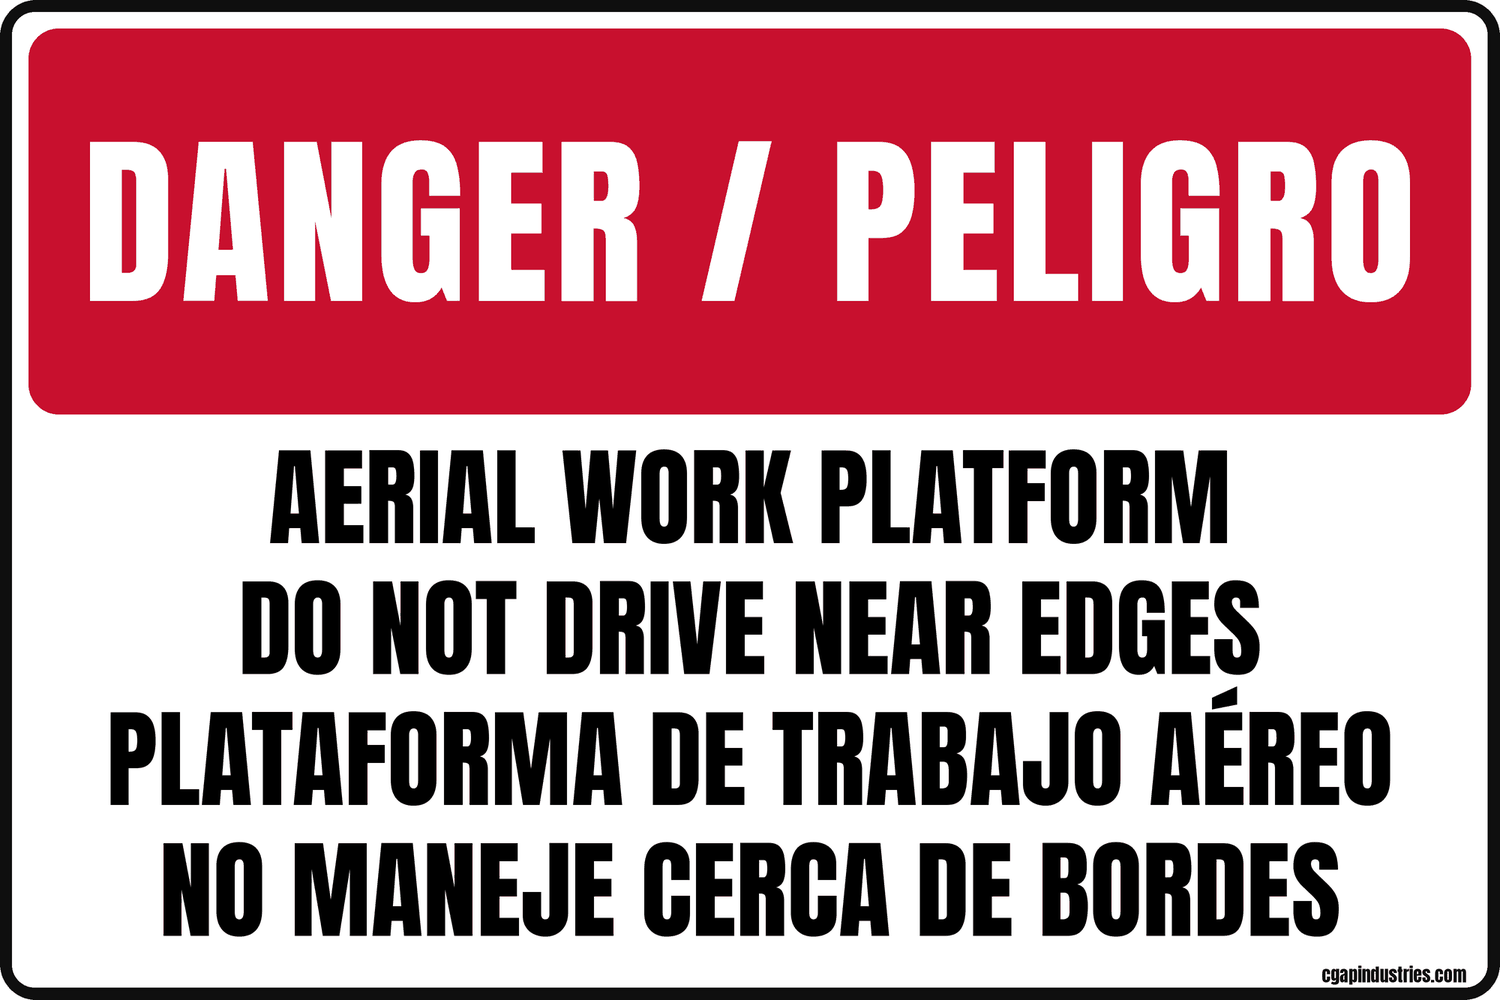 DANGER / PELIGRO
AERIAL WORK PLATFORM
DO NOT DRIVE NEAR EDGES
PLATAFORMA DE TRABAJO AÉREO
NO MANEJE CERCA DE BORDES
cgapindustries.com